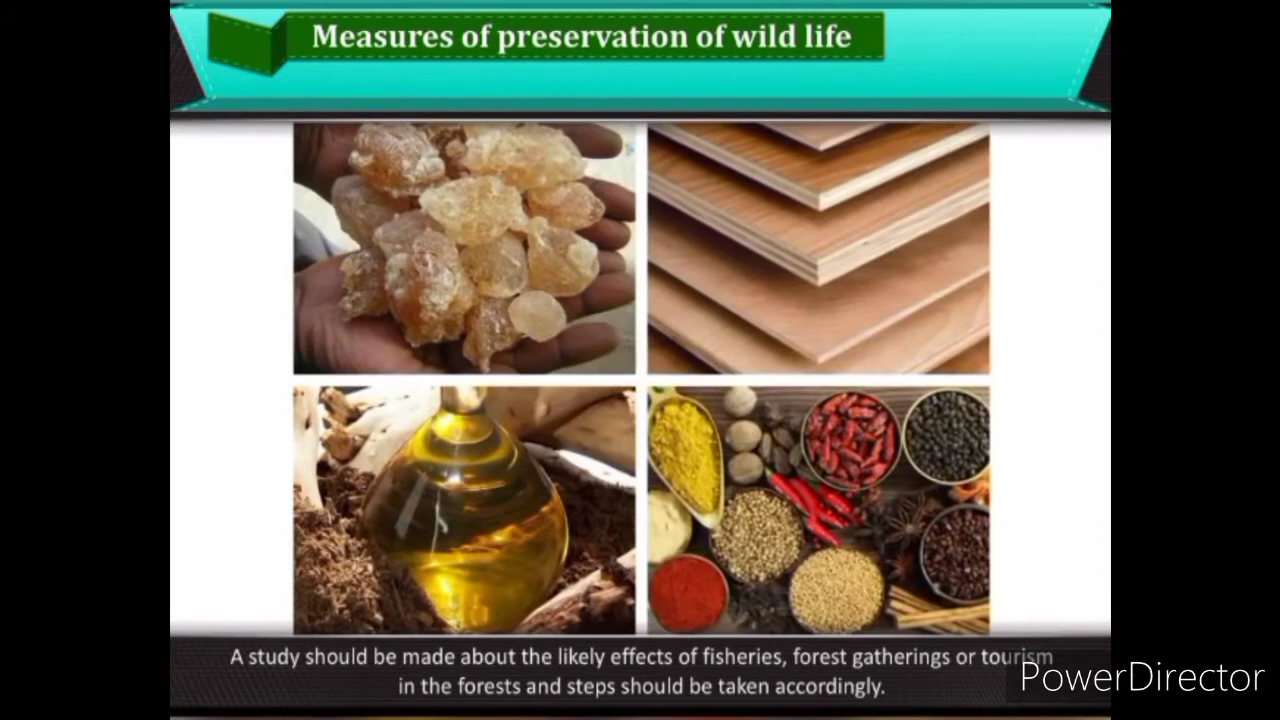 Measures of preservation of wild life
A study should be made about the likely effects of fisheries, forest gatherings or tourism
in the forests and steps should be taken accordingly.
PowerDirector